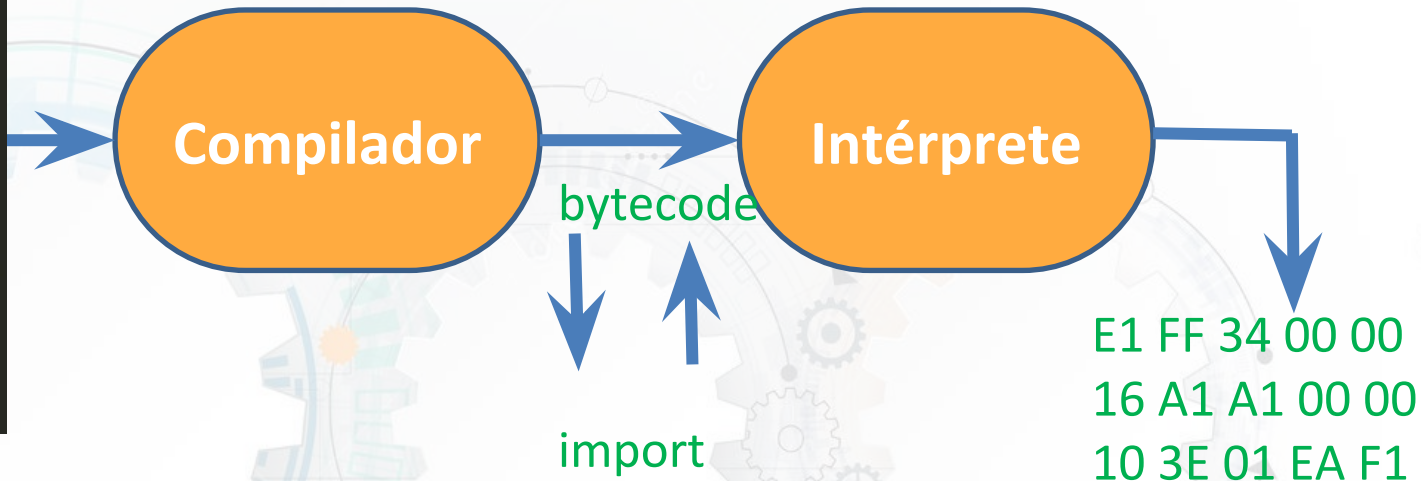 Compilador
Intérprete
bytecode
import
E1 FF 34 00 00
16 A1 A1 00 00
10 3E 01 EA F1